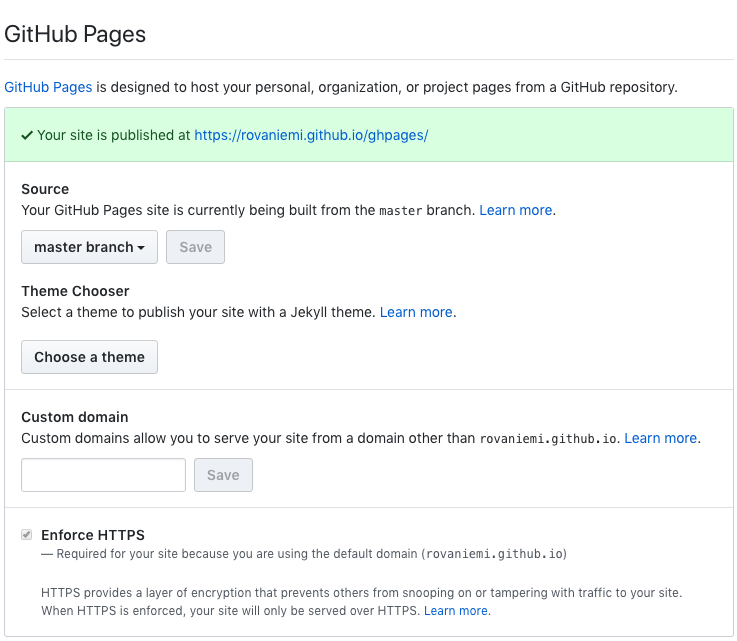 GitHub Pages
GitHub Pages is designed to host your personal, organization, or project pages from a GitHub repository.
Your site is published at https://rovaniemi.github.io/ghpages/
Source
Your GitHub Pages site is currently being built from the master branch. Learn more.
master branch
Save
Theme Chooser
Select a theme to publish your site with a Jekyll theme. Learn more.
Choose a theme
Custom domain
Custom domains allow you to serve your site from a domain other than rovaniemi.github.io. Learn more.
Save
Enforce HTTPS
— Required for your site because you are using the default domain (rovaniemi.github.io)
HTTPS provides a layer of encryption that prevents others from snooping on or tampering with traffic to your site.
When HTTPS is enforced, your site will only be served over HTTPS. Learn more.